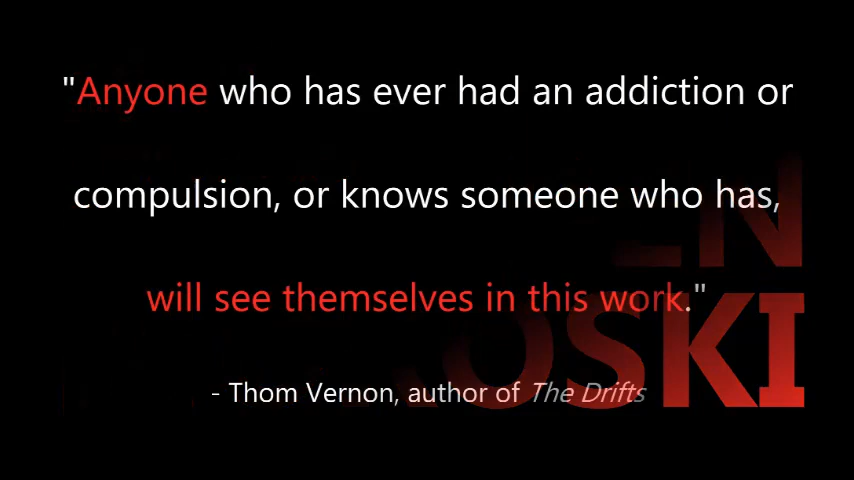 "Anyone who has ever had an addiction or
compulsion, or knows someone who has,
will see themselves in this work."
- Thom Vernon, author of The Drifts